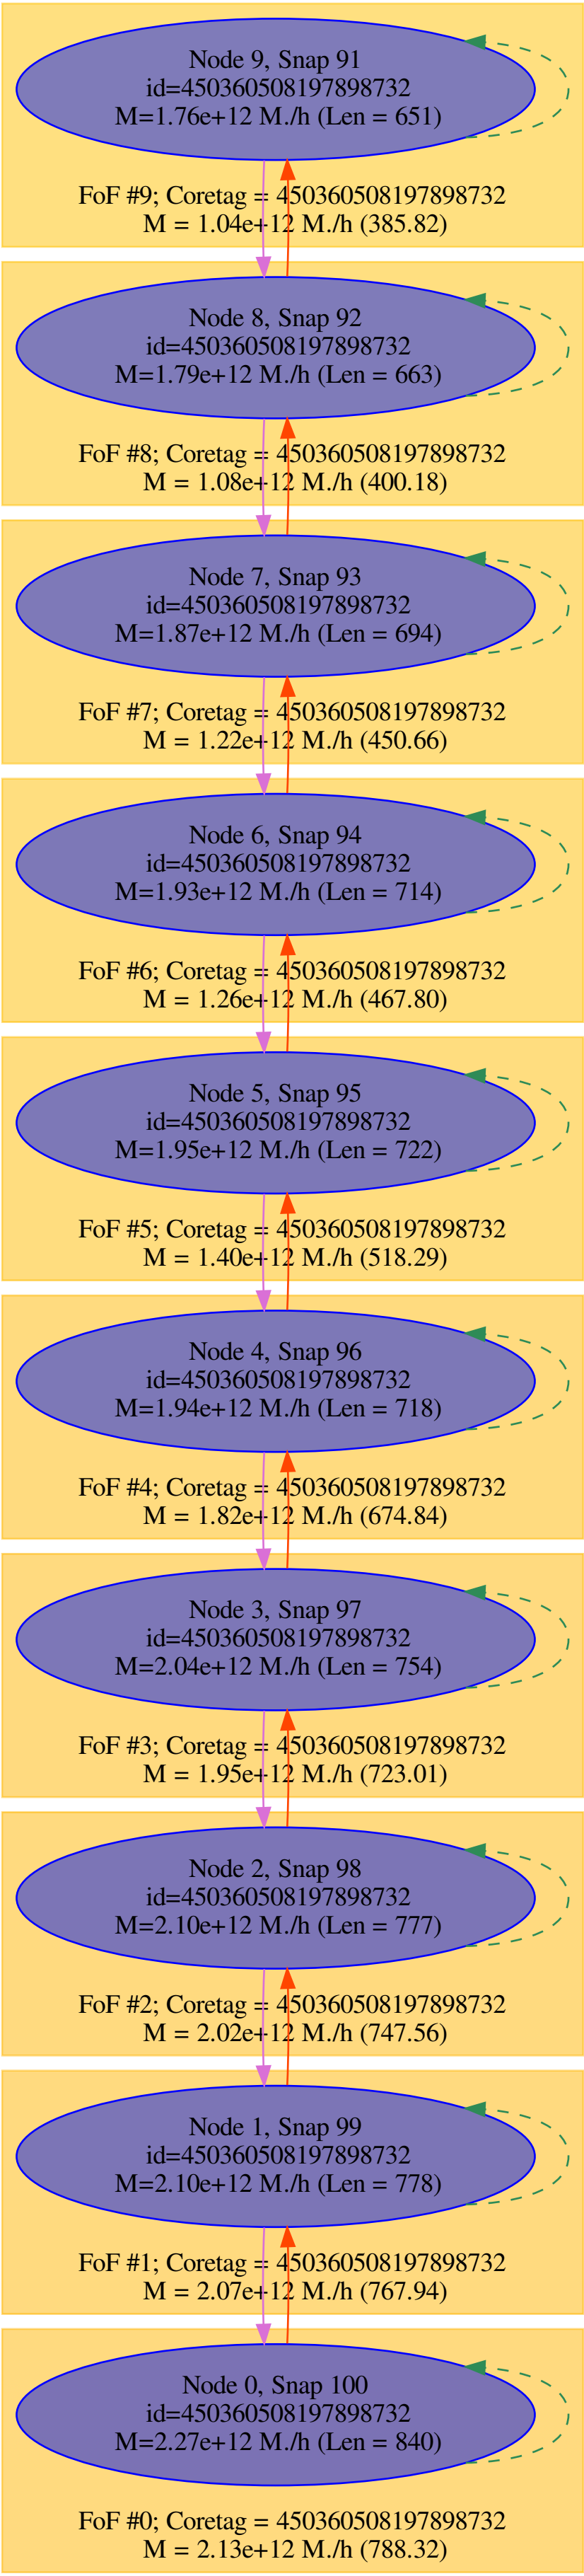 Node 9, Snap 91
id=450360508197898732
M=1.76e+12 M./h (Len = 651)
FoF #9; Coretag = 450360508197898732
M = 1.04e+12 M./h (385.82)
Node 8, Snap 92
id=450360508197898732
M=1.79e+12 M./h (Len = 663)
FoF #8; Coretag = 450360508197898732
M = 1.08e+12 M./h (400.18)
Node 7, Snap 93
id=450360508197898732
M=1.87e+12 M./h (Len = 694)
FoF #7; Coretag = 450360508197898732
M = 1.22e+12 M./h (450.66)
Node 6, Snap 94
id=450360508197898732
M=1.93e+12 M./h (Len = 714)
FoF #6; Coretag = 450360508197898732
M = 1.26e+12 M./h (467.80)
Node 5, Snap 95
id=450360508197898732
M=1.95e+12 M./h (Len = 722)
FoF #5; Coretag = 450360508197898732
M = 1.40e+12 M./h (518.29)
Node 4, Snap 96
id=450360508197898732
M=1.94e+12 M./h (Len = 718)
FoF #4; Coretag = 450360508197898732
M = 1.82e+12 M./h (674.84)
Node 3, Snap 97
id=450360508197898732
M=2.04e+12 M./h (Len = 754)
FoF #3; Coretag = 450360508197898732
M = 1.95e+12 M./h (723.01)
Node 2, Snap 98
id=450360508197898732
M=2.10e+12 M./h (Len = 777)
FoF #2; Coretag = 450360508197898732
M = 2.02e+12 M./h (747.56)
Node 1, Snap 99
id=450360508197898732
M=2.10e+12 M./h (Len = 778)
FoF #1; Coretag = 450360508197898732
M = 2.07e+12 M./h (767.94)
Node 0, Snap 100
id=450360508197898732
M=2.27e+12 M./h (Len = 840)
FoF #0; Coretag = 450360508197898732
M = 2.13e+12 M./h (788.32)